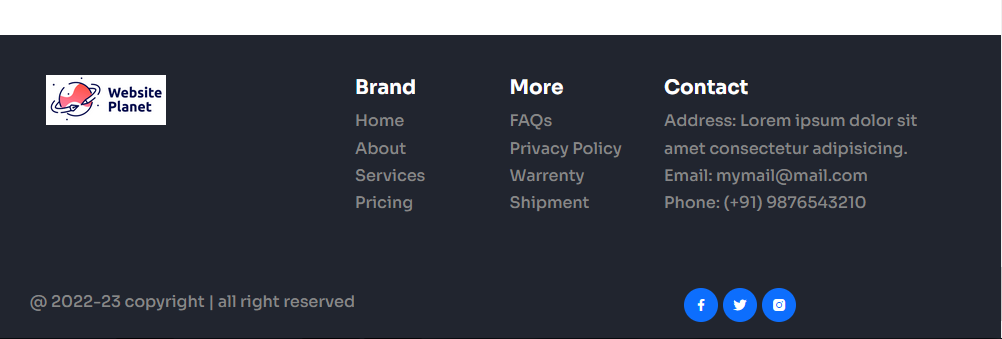 Website
Planet
Brand
Home
About
Services
Pricing
More
FAQs
Privacy Policy
Warrenty
Shipment
Contact
Address: Lorem ipsum dolor sit
amet consectetur adipisicing.
Email: mymail@mail.com
Phone: (+91) 9876543210
@ 2022-23 copyright | all right reserved